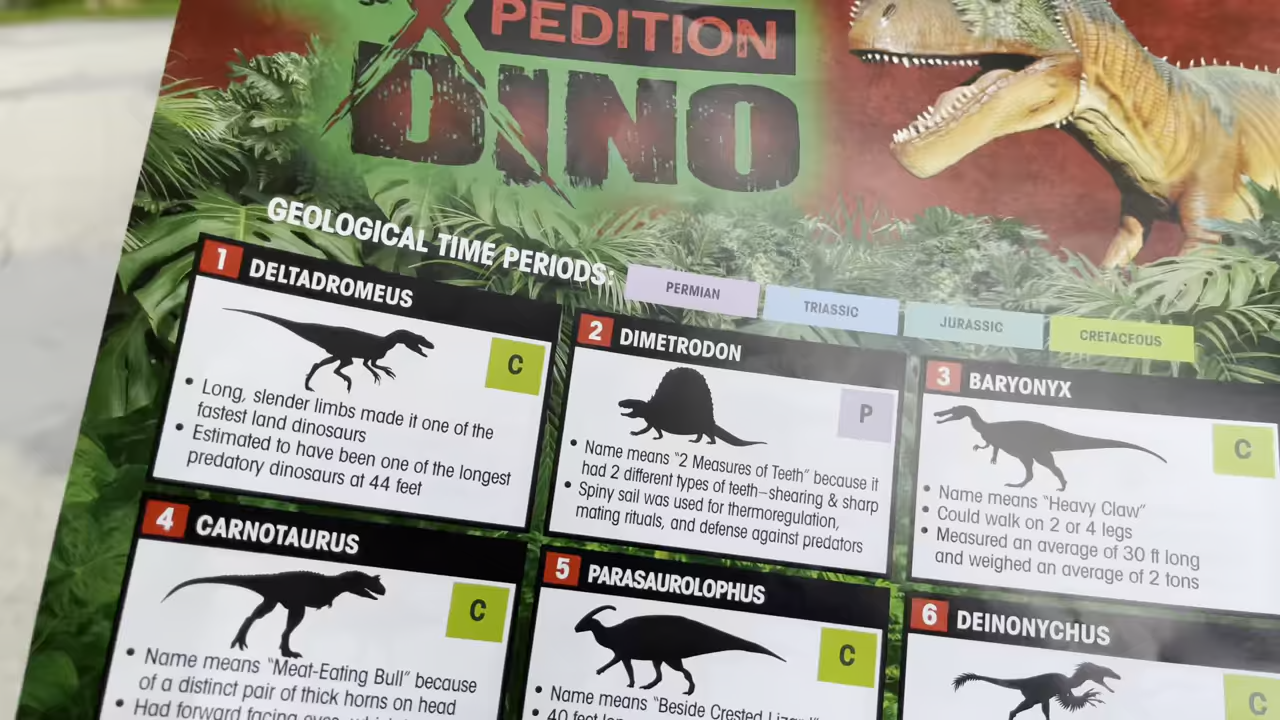 XPEDITION
DINO
GEOLOGICAL TIME PERIODS:
PERMIAN
TRIASSIC
JURASSIC
CRETACEOUS
1 DELTADROMEUS
C
• Long, slender limbs made it one of the
fastest land dinosaurs
• Estimated to have been one of the longest
predatory dinosaurs at 44 feet
2 DIMETRODON
P
• Name means "2 Measures of Teeth" because it
had 2 different types of teeth—shearing & sharp
• Spiny sail was used for thermoregulation,
mating rituals, and defense against predators
3 BARYONYX
C
• Name means "Heavy Claw"
• Could walk on 2 or 4 legs
• Measured an average of 30 ft long
and weighed an average of 2 tons
4 CARNOTAURUS
C
• Name means "Meat-Eating Bull" because
of a distinct pair of thick horns on head
• Had forward facing eyes, which
5 PARASAUROLOPHUS
C
• Name means "Beside Crested Lizard"
• 40 feet
6 DEINONYCHUS
C